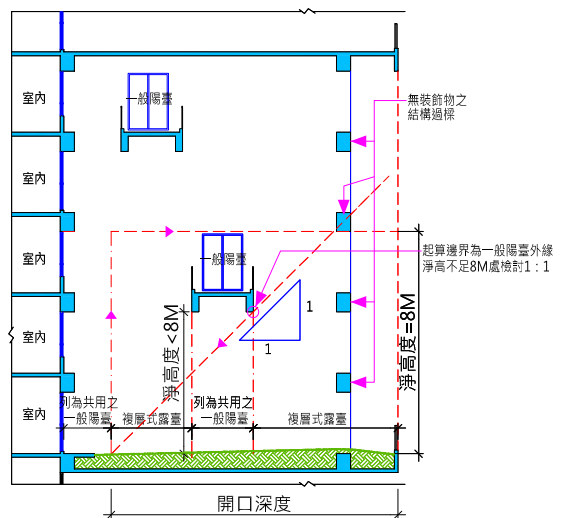 室內
一般陽臺
無裝飾物之
結構過樑
室內
室內
室內
一般陽臺
起算邊界為一般陽臺外緣
淨高不足8M處檢討1：1
1
1
淨高度<8M
淨高度=8M
室內
列為共用之
一般陽臺
複層式露臺
列為共用之
一般陽臺
複層式露臺
室內
開口深度